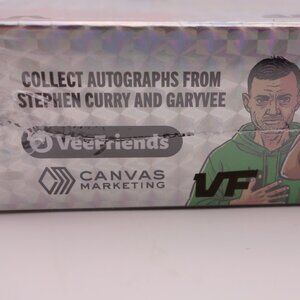 COLLECT AUTOGRAPHS FROM
STEPHEN CURRY AND GARYVEE
VeeFriends
CANVAS
MARKETING
VF